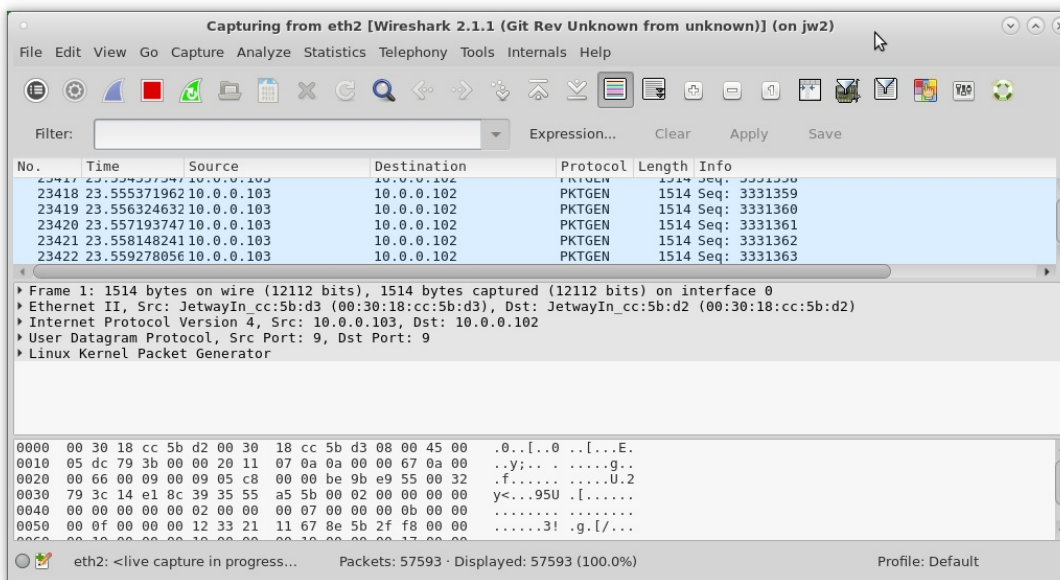 Capturing from eth2 [Wireshark 2.1.1 (Git Rev Unknown from unknown)] (on jw2)
File Edit View Go Capture Analyze Statistics Telephony Tools Internals Help
Filter: Expression... Clear Apply Save
No. Time Source Destination Protocol Length Info
23418 23.555371962 10.0.0.103 10.0.0.102 PKTGEN 1514 Seq: 3331359
23419 23.556324632 10.0.0.103 10.0.0.102 PKTGEN 1514 Seq: 3331360
23420 23.557193747 10.0.0.103 10.0.0.102 PKTGEN 1514 Seq: 3331361
23421 23.558148241 10.0.0.103 10.0.0.102 PKTGEN 1514 Seq: 3331362
23422 23.559278056 10.0.0.103 10.0.0.102 PKTGEN 1514 Seq: 3331363
Frame 1: 1514 bytes on wire (12112 bits), 1514 bytes captured (12112 bits) on interface 0
Ethernet II, Src: JetwayIn_cc:5b:d3 (00:30:18:cc:5b:d3), Dst: JetwayIn_cc:5b:d2 (00:30:18:cc:5b:d2)
Internet Protocol Version 4, Src: 10.0.0.103, Dst: 10.0.0.102
User Datagram Protocol, Src Port: 9, Dst Port: 9
Linux Kernel Packet Generator
0000 00 30 18 cc 5b d2 00 30 18 cc 5b d3 08 00 45 00 .0..[..0 ..[...E.
0010 05 dc 79 3b 00 00 20 11 07 0a 0a 00 00 67 0a 00 ..y;.. . .....g..
0020 00 66 00 09 00 09 05 c8 00 00 be 9b e9 55 00 32 .f...... .....U.2
0030 79 3c 14 e1 8c 39 35 55 a5 5b 00 02 00 00 00 00 y<...95U .[......
0040 00 00 00 00 02 00 00 00 07 00 00 00 0b 00 00 ........ ........
0050 00 0f 00 00 00 12 33 21 11 67 8e 5b 2f f8 00 00 ......3! .g.[/...
eth2: <live capture in progress... Packets: 57593 · Displayed: 57593 (100.0%) Profile: Default